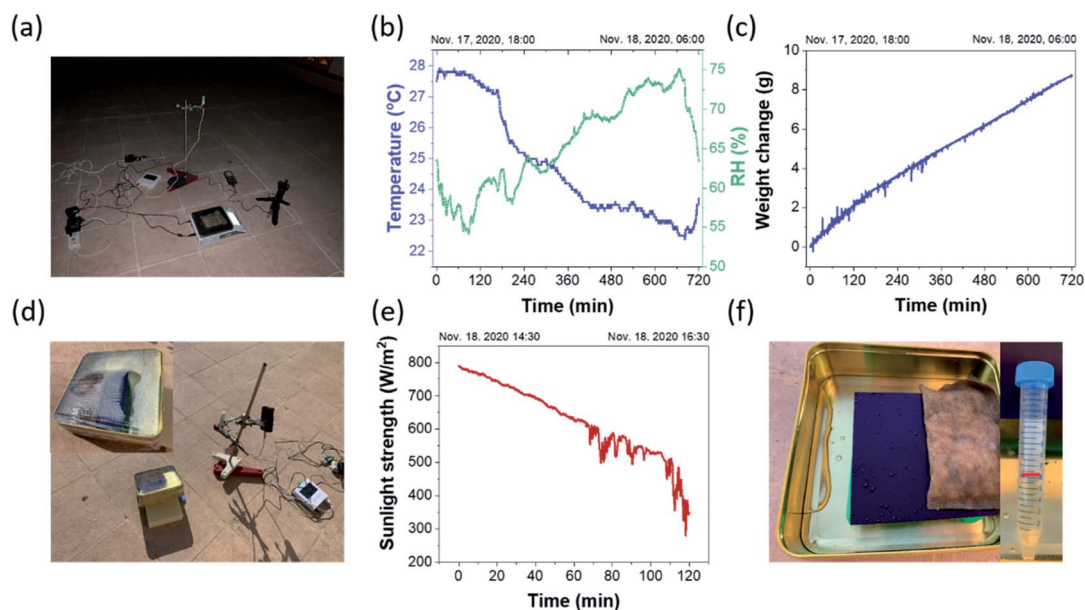 (a)
(b)
Nov. 17, 2020, 18:00
Nov. 18, 2020, 06:00
28
27
26
25
24
23
22
Temperature (°C)
75
70
65
60
55
50
RH (%)
0
120
240
360
480
600
720
Time (min)
(c)
Nov. 17, 2020, 18:00
Nov. 18, 2020, 06:00
10
8
6
4
2
0
Weight change (g)
0
120
240
360
480
600
720
Time (min)
(d)
(e)
Nov. 18. 2020 14:30
Nov. 18. 2020 16:30
800
700
600
500
400
300
200
Sunlight strength (W/m²)
0
20
40
60
80
100
120
Time (min)
(f)